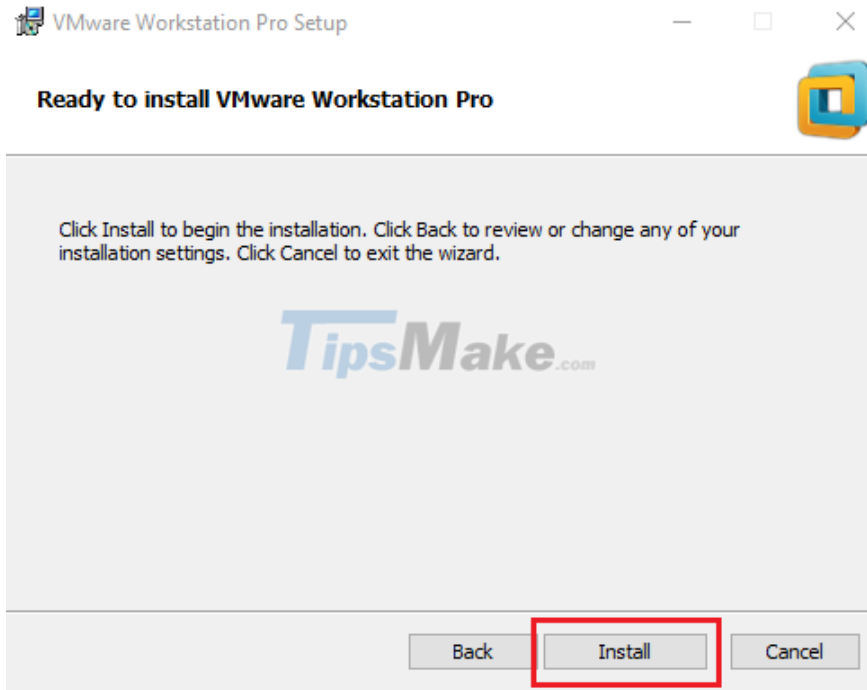 VMware Workstation Pro Setup
Ready to install VMware Workstation Pro
Click Install to begin the installation. Click Back to review or change any of your
installation settings. Click Cancel to exit the wizard.
TipsMake.com
Back Install Cancel